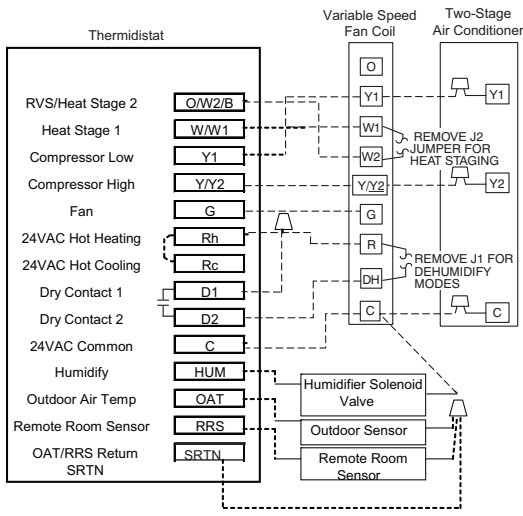 Thermidistat
Variable Speed
Fan Coil
Two-Stage
Air Conditioner
O
RVS/Heat Stage 2 O/W2/B Y1 Y1
Heat Stage 1 W/W1 W1
REMOVE J2
JUMPER FOR
HEAT STAGING
Compressor Low Y1 W2
Compressor High Y/Y2 Y/Y2 Y2
Fan G G
24VAC Hot Heating Rh R
24VAC Hot Cooling Rc
REMOVE J1 FOR
DEHUMIDIFY
MODES
Dry Contact 1 D1 DH
Dry Contact 2 D2 C C
24VAC Common C
Humidify HUM
Humidifier Solenoid
Valve
Outdoor Air Temp OAT
Outdoor Sensor
Remote Room Sensor RRS
Remote Room
Sensor
OAT/RRS Return
SRTN
SRTN